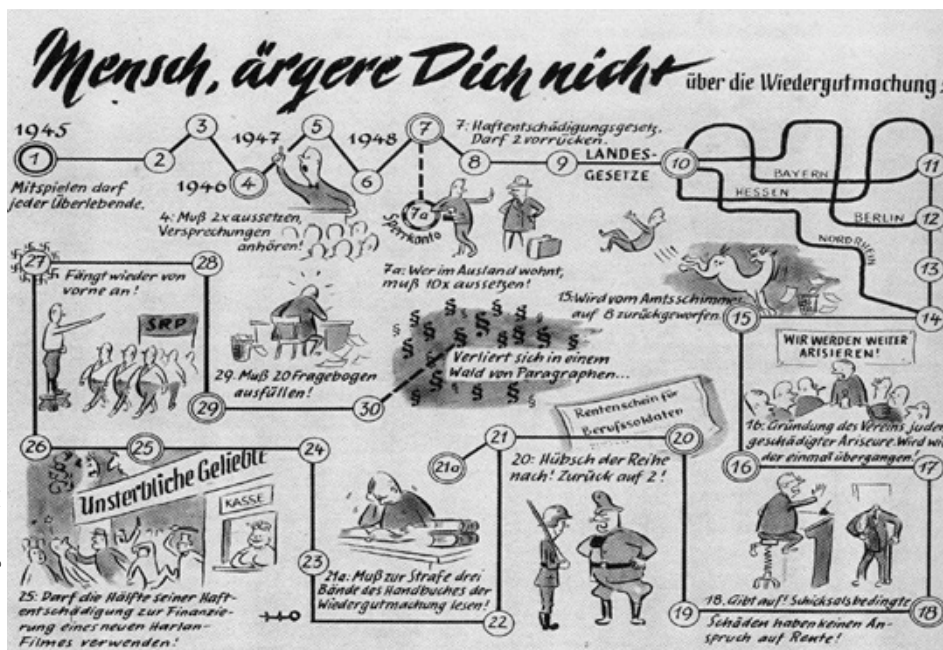 Mensch, ärgere Dich nicht
über die Wiedergutmachung
1945
1
2
3
1946
4
1947
5
6
1948
7
8
9
LANDES-
GESETZE
10
11
12
13
14
BAYERN
HESSEN
BERLIN
NORDRHEIN
Mitspielen darf
jeder Überlebende.
4: Muß 2x aussetzen,
Versprechungen
anhören!
7: Haftentschädigungsgesetz.
Darf 2 vorrücken.
7a
Sperrkonto
7a: Wer im Ausland wohnt,
muß 10x aussetzen!
15: Wird vom Amtsschimmel
auf 8 zurückgeworfen.
15
WIR WERDEN WEITER
ARISIEREN!
16: Gründung des Vereins juden-
geschädigter Ariseure. Wird wie
der einmal übergangen!
16
17
18
18. Gibt auf! Schicksalsbedingte
Schäden haben keinen An-
spruch auf Rente!
19
20
Rentenschein für
Berufssoldaten
20: Hübsch der Reihe
nach! Zurück auf 2!
21
21a
21a: Muß zur Strafe drei
Bände des Handbuches der
Wiedergutmachung lesen!
22
23
24
25
26
Unsterbliche Geliebte
KASSE
25: Darf die Hälfte seiner Haft-
entschädigung zur Finanzie-
rung eines neuen Harlan-
Filmes verwenden!
27
28
Fängt wieder von
vorne an!
SRP
29. Muß 20 Fragebogen
ausfüllen!
29
30
§ § § § § § § § § §
Verliert sich in einem
Wald von Paragraphen...